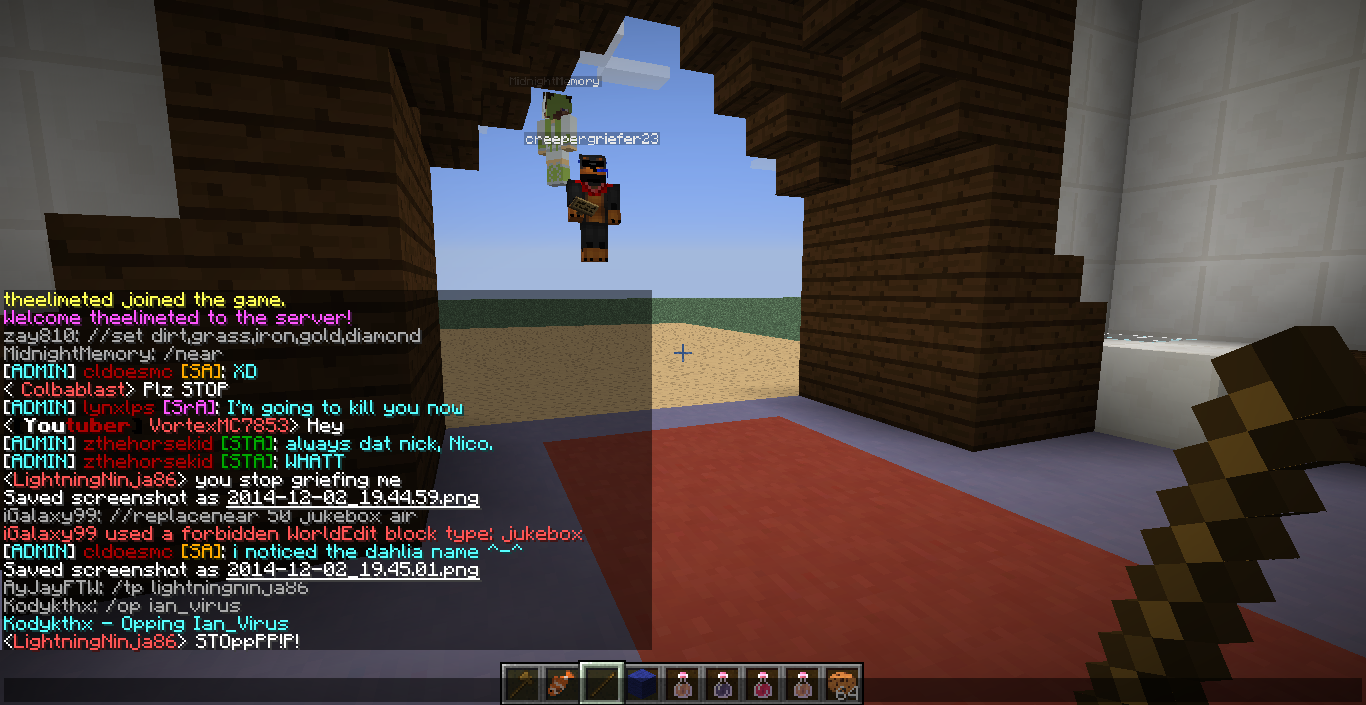 MidnightMemory
creepergriefer23
theelimeted joined the game.
Welcome theelimeted to the server!
zay810: //set dirt,grass,iron,gold,diamond
MidnightMemory: /near
[ADMIN] cldoesmc [SA]: XD
< Colbablast> Plz STOP
[ADMIN] lynxlps [SrA]: I'm going to kill you now
< Youtuber VortexMC7853> Hey
[ADMIN] zthehorsekid [STA]: always dat nick, Nico.
[ADMIN] zthehorsekid [STA]: WHATT
<LightningNinja86> you stop griefing me
Saved screenshot as 2014-12-02_19.44.59.png
iGalaxy99: //replacenear 50 jukebox air
iGalaxy99 used a forbidden WorldEdit block type: jukebox
[ADMIN] cldoesmc [SA]: i noticed the dahlia name ^-^
Saved screenshot as 2014-12-02_19.45.01.png
AyJayFTW: /tp lightningninja86
Kodykthx: /op ian_virus
Kodykthx - Opping Ian_Virus
<LightningNinja86> STOppPP!P!
64